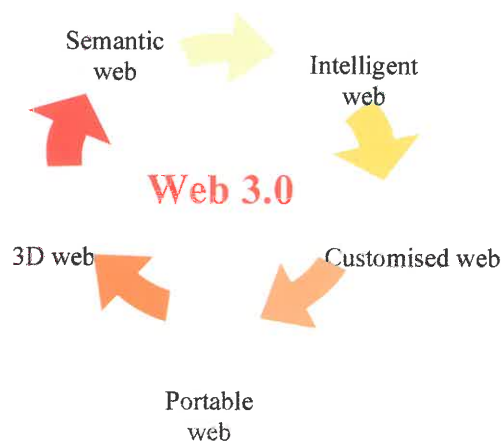 Semantic
web
Intelligent
web
Web 3.0
3D web
Customised web
Portable
web